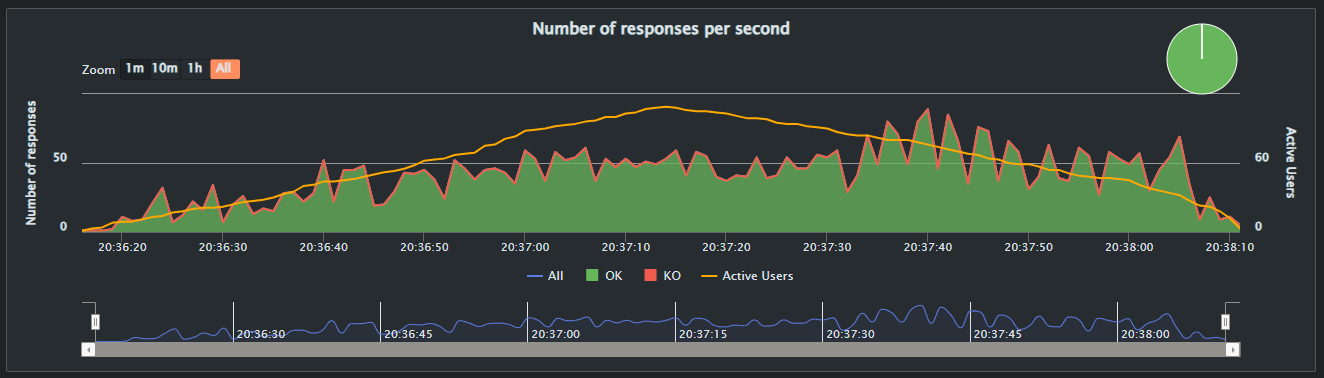 Number of responses per second
Zoom 1m 10m 1h All
Number of responses
50
0
Active Users
60
0
20:36:20 20:36:30 20:36:40 20:36:50 20:37:00 20:37:10 20:37:20 20:37:30 20:37:40 20:37:50 20:38:00 20:38:10
All OK KO Active Users
20:36:30 20:36:45 20:37:00 20:37:15 20:37:30 20:37:45 20:38:00